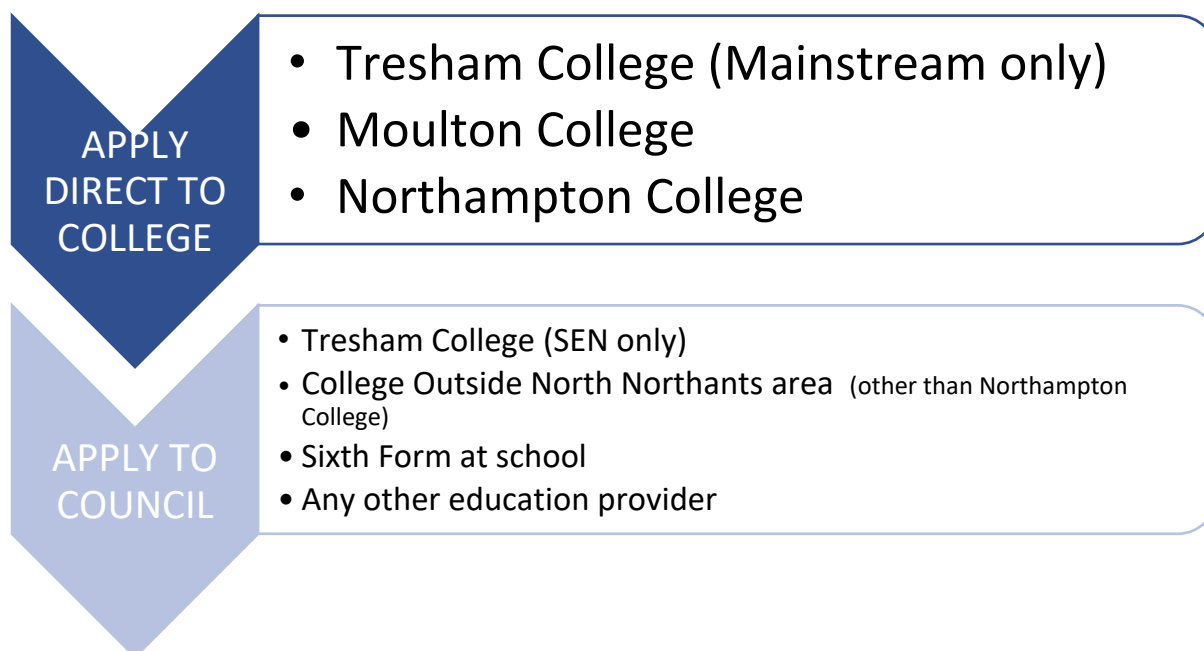 APPLY
DIRECT TO
COLLEGE
• Tresham College (Mainstream only)
• Moulton College
• Northampton College
APPLY TO
COUNCIL
• Tresham College (SEN only)
• College Outside North Northants area (other than Northampton
College)
• Sixth Form at school
• Any other education provider